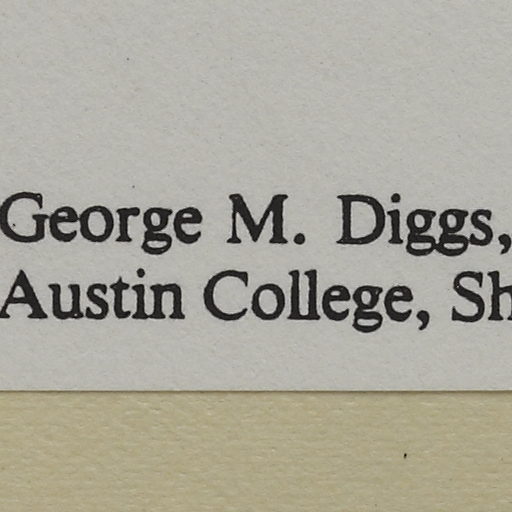 George M. Diggs,
Austin College, Sh